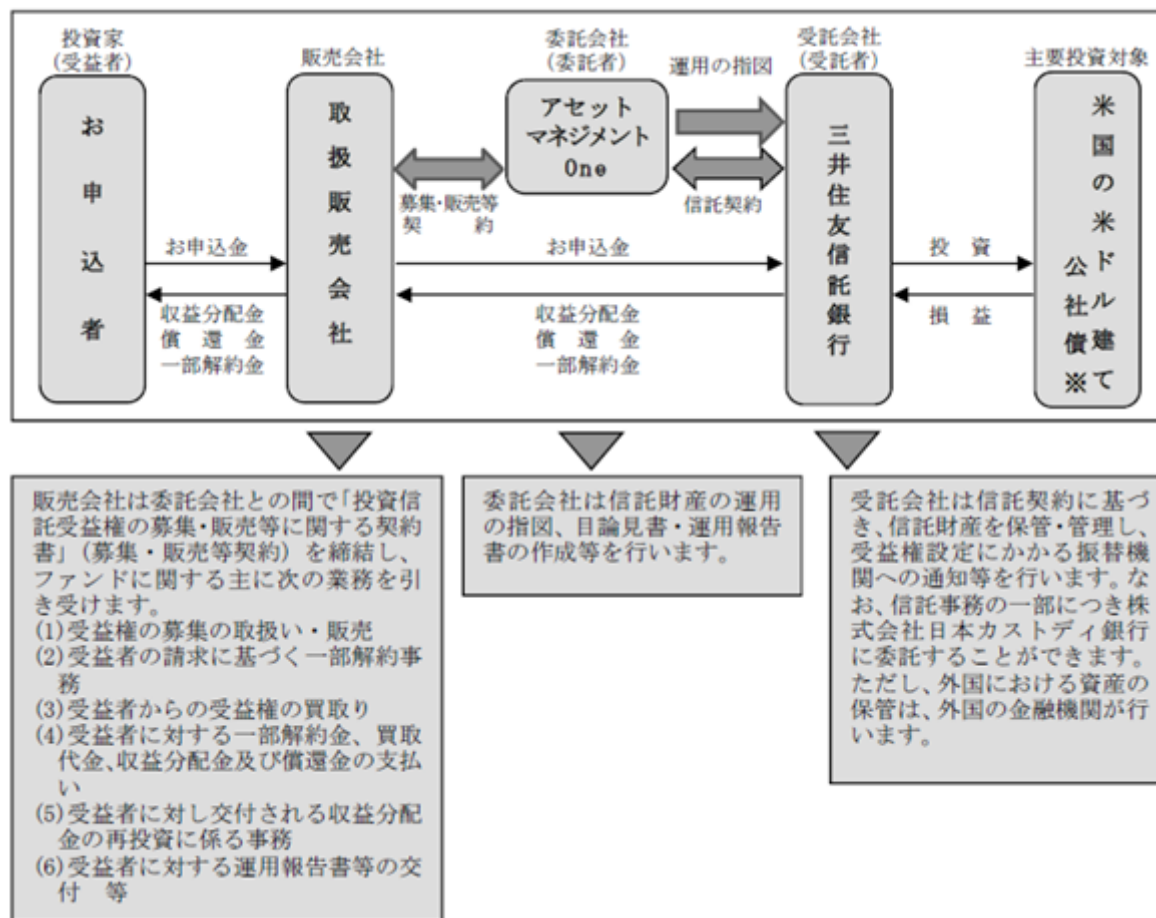 投資家
(受益者)
お申込者
販売会社
取扱販売会社
委託会社
(委託者)
アセット
マネジメント
One
運用の指図
受託会社
(受託者)
三井住友信託銀行
主要投資対象
米国の米ドル建て
公社債※
募集・販売等
契　　約
信託契約
お申込金
収益分配金
償　還　金
一部解約金
お申込金
収益分配金
償　還　金
一部解約金
投　資
損　益
販売会社は委託会社との間で「投資信
託受益権の募集・販売等に関する契約
書」（募集・販売等契約）を締結し、
ファンドに関する主に次の業務を引
き受けます。
(1)受益権の募集の取扱い・販売
(2)受益者の請求に基づく一部解約事
務
(3)受益者からの受益権の買取り
(4)受益者に対する一部解約金、買取
代金、収益分配金及び償還金の支払
い
(5)受益者に対し交付される収益分配
金の再投資に係る事務
(6)受益者に対する運用報告書等の交
付　等
委託会社は信託財産の運用
の指図、目論見書・運用報告
書の作成等を行います。
受託会社は信託契約に基づ
き、信託財産を保管・管理し、
受益権設定にかかる振替機
関への通知等を行います。な
お、信託事務の一部につき株
式会社日本カストディ銀行
に委託することができます。
ただし、外国における資産の
保管は、外国の金融機関が行
います。